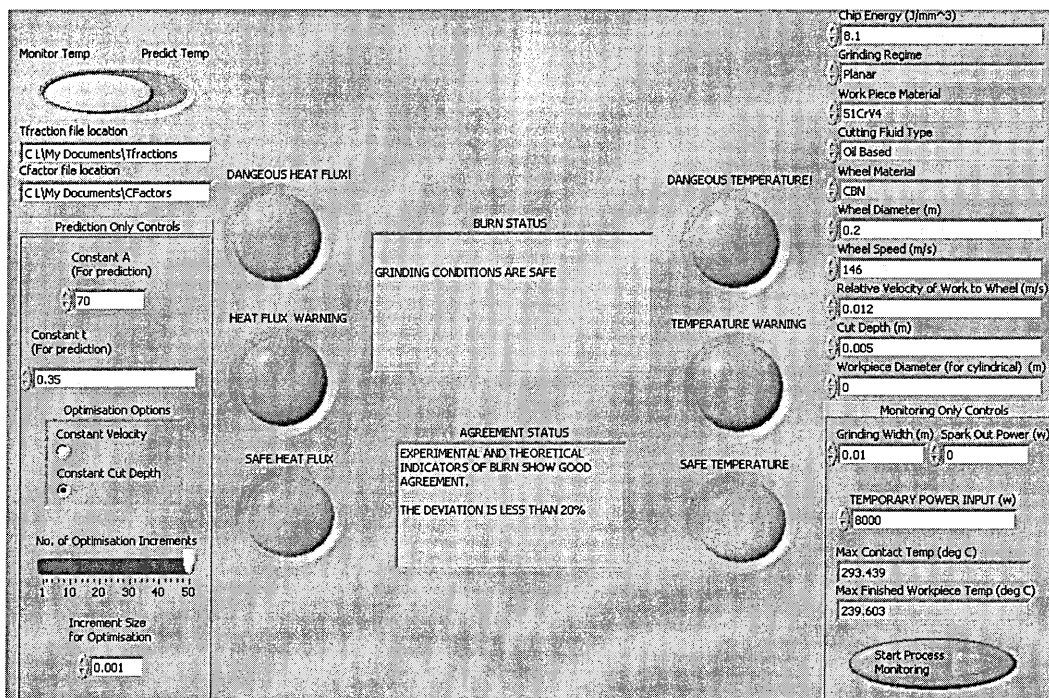 Monitor Temp
Predict Temp
Tfraction file location
C L\My Documents\Tfractions
Cfactor file location
C L\My Documents\CFactors
Prediction Only Controls
Constant A
(For prediction)
70
Constant t
(For prediction)
0.35
Optimisation Options
Constant Velocity
Constant Cut Depth
No. of Optimisation Increments
1 10 20 30 40 50
Increment Size
for Optimisation
0.001
DANGEOUS HEAT FLUX!
HEAT FLUX WARNING
SAFE HEAT FLUX
BURN STATUS
GRINDING CONDITIONS ARE SAFE
AGREEMENT STATUS
EXPERIMENTAL AND THEORETICAL
INDICATORS OF BURN SHOW GOOD
AGREEMENT.
THE DEVIATION IS LESS THAN 20%
DANGEOUS TEMPERATURE!
TEMPERATURE WARNING
SAFE TEMPERATURE
Chip Energy (J/mm^3)
8.1
Grinding Regime
Planar
Work Piece Material
51CrV4
Cutting Fluid Type
Oil Based
Wheel Material
CBN
Wheel Diameter (m)
0.2
Wheel Speed (m/s)
146
Relative Velocity of Work to Wheel (m/s)
0.012
Cut Depth (m)
0.005
Workpiece Diameter (for cylindrical) (m)
0
Monitoring Only Controls
Grinding Width (m) Spark Out Power (w)
0.01 0
TEMPORARY POWER INPUT (w)
8000
Max Contact Temp (deg C)
293.439
Max Finished Workpiece Temp (deg C)
239.603
Start Process
Monitoring